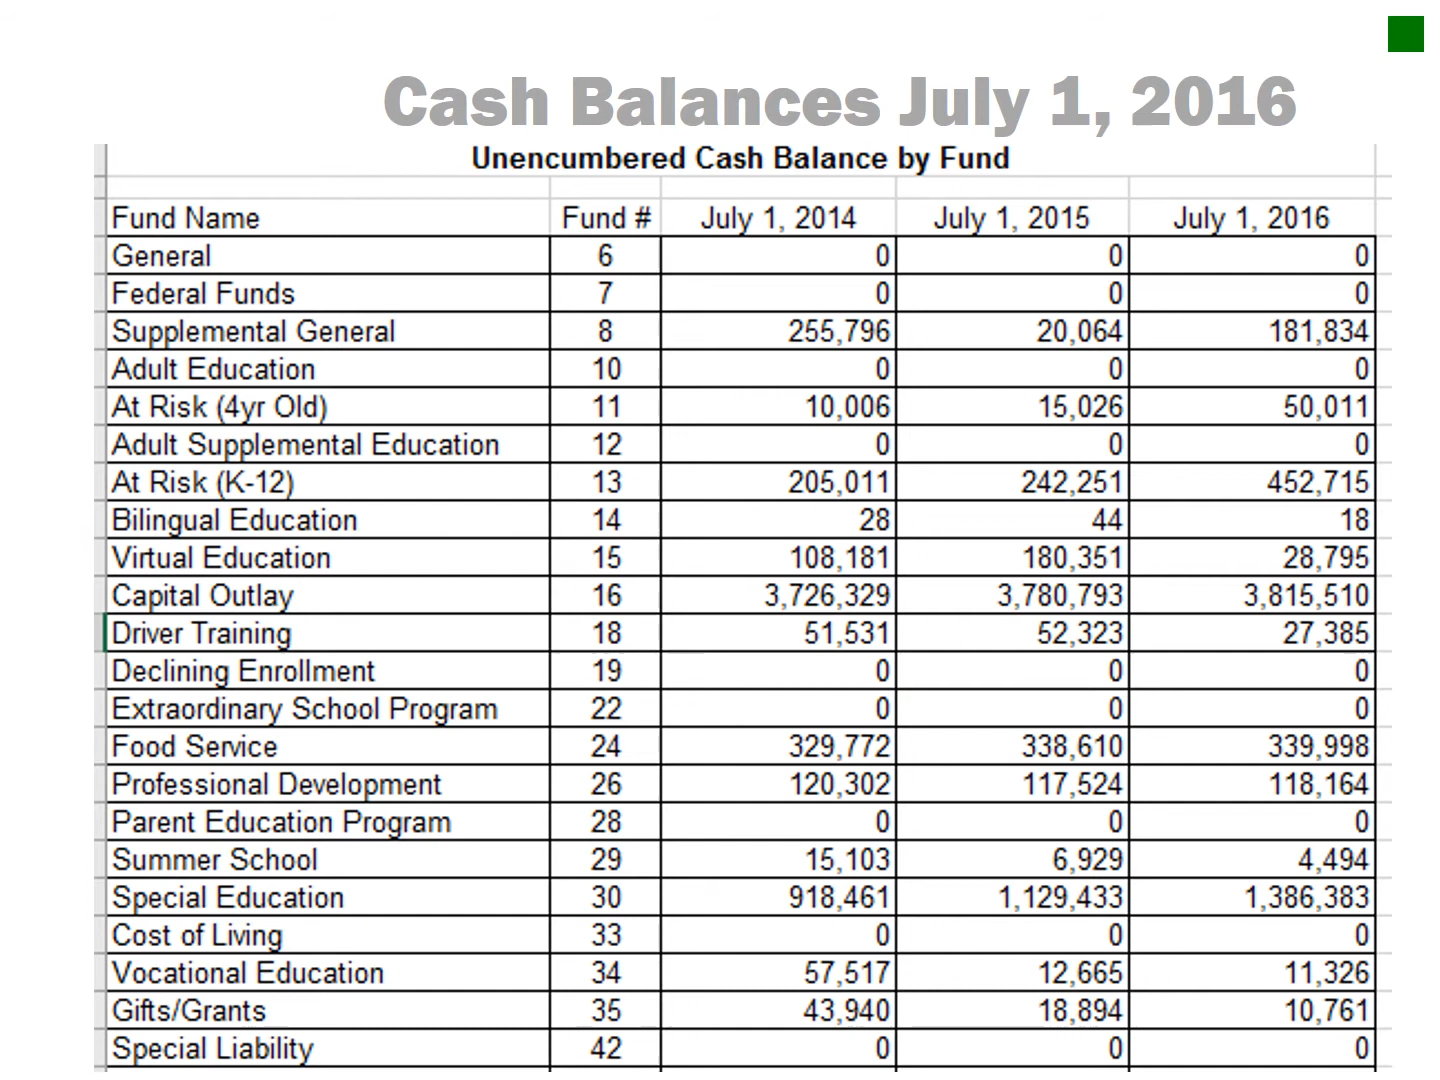 Cash Balances July 1, 2016
Unencumbered Cash Balance by Fund
Fund Name Fund # July 1, 2014 July 1, 2015 July 1, 2016
General 6 0 0 0
Federal Funds 7 0 0 0
Supplemental General 8 255,796 20,064 181,834
Adult Education 10 0 0 0
At Risk (4yr Old) 11 10,006 15,026 50,011
Adult Supplemental Education 12 0 0 0
At Risk (K-12) 13 205,011 242,251 452,715
Bilingual Education 14 28 44 18
Virtual Education 15 108,181 180,351 28,795
Capital Outlay 16 3,726,329 3,780,793 3,815,510
Driver Training 18 51,531 52,323 27,385
Declining Enrollment 19 0 0 0
Extraordinary School Program 22 0 0 0
Food Service 24 329,772 338,610 339,998
Professional Development 26 120,302 117,524 118,164
Parent Education Program 28 0 0 0
Summer School 29 15,103 6,929 4,494
Special Education 30 918,461 1,129,433 1,386,383
Cost of Living 33 0 0 0
Vocational Education 34 57,517 12,665 11,326
Gifts/Grants 35 43,940 18,894 10,761
Special Liability 42 0 0 0